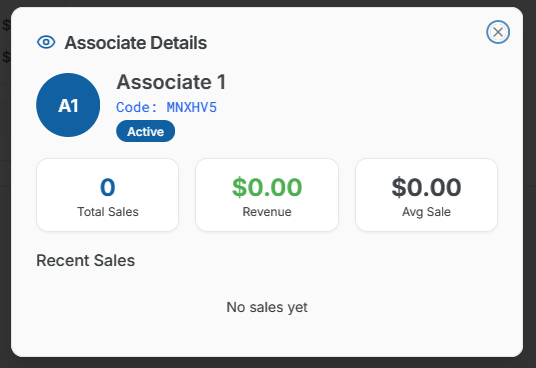 Associate Details
A1
Associate 1
Code: MNXHV5
Active
0
Total Sales
$0.00
Revenue
$0.00
Avg Sale
Recent Sales
No sales yet
$
$